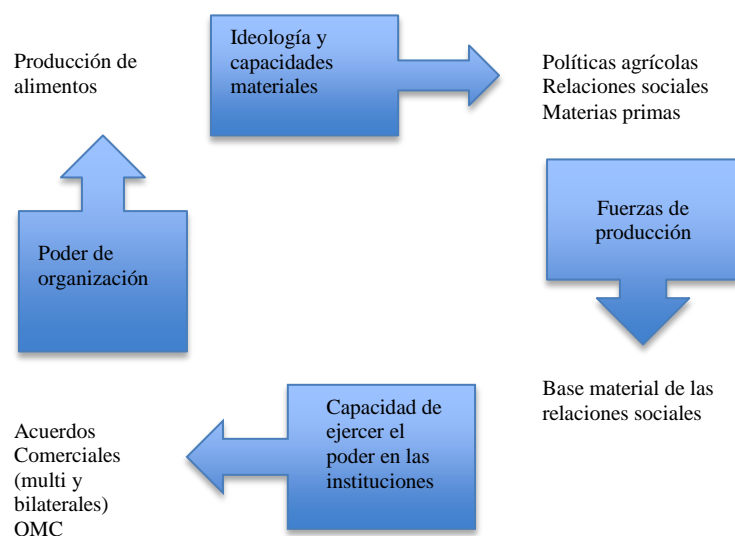 Producción de
alimentos
Ideología y
capacidades
materiales
Políticas agrícolas
Relaciones sociales
Materias primas
Fuerzas de
producción
Poder de
organización
Base material de las
relaciones sociales
Capacidad de
ejercer el
poder en las
instituciones
Acuerdos
Comerciales
(multi y
bilaterales)
OMC